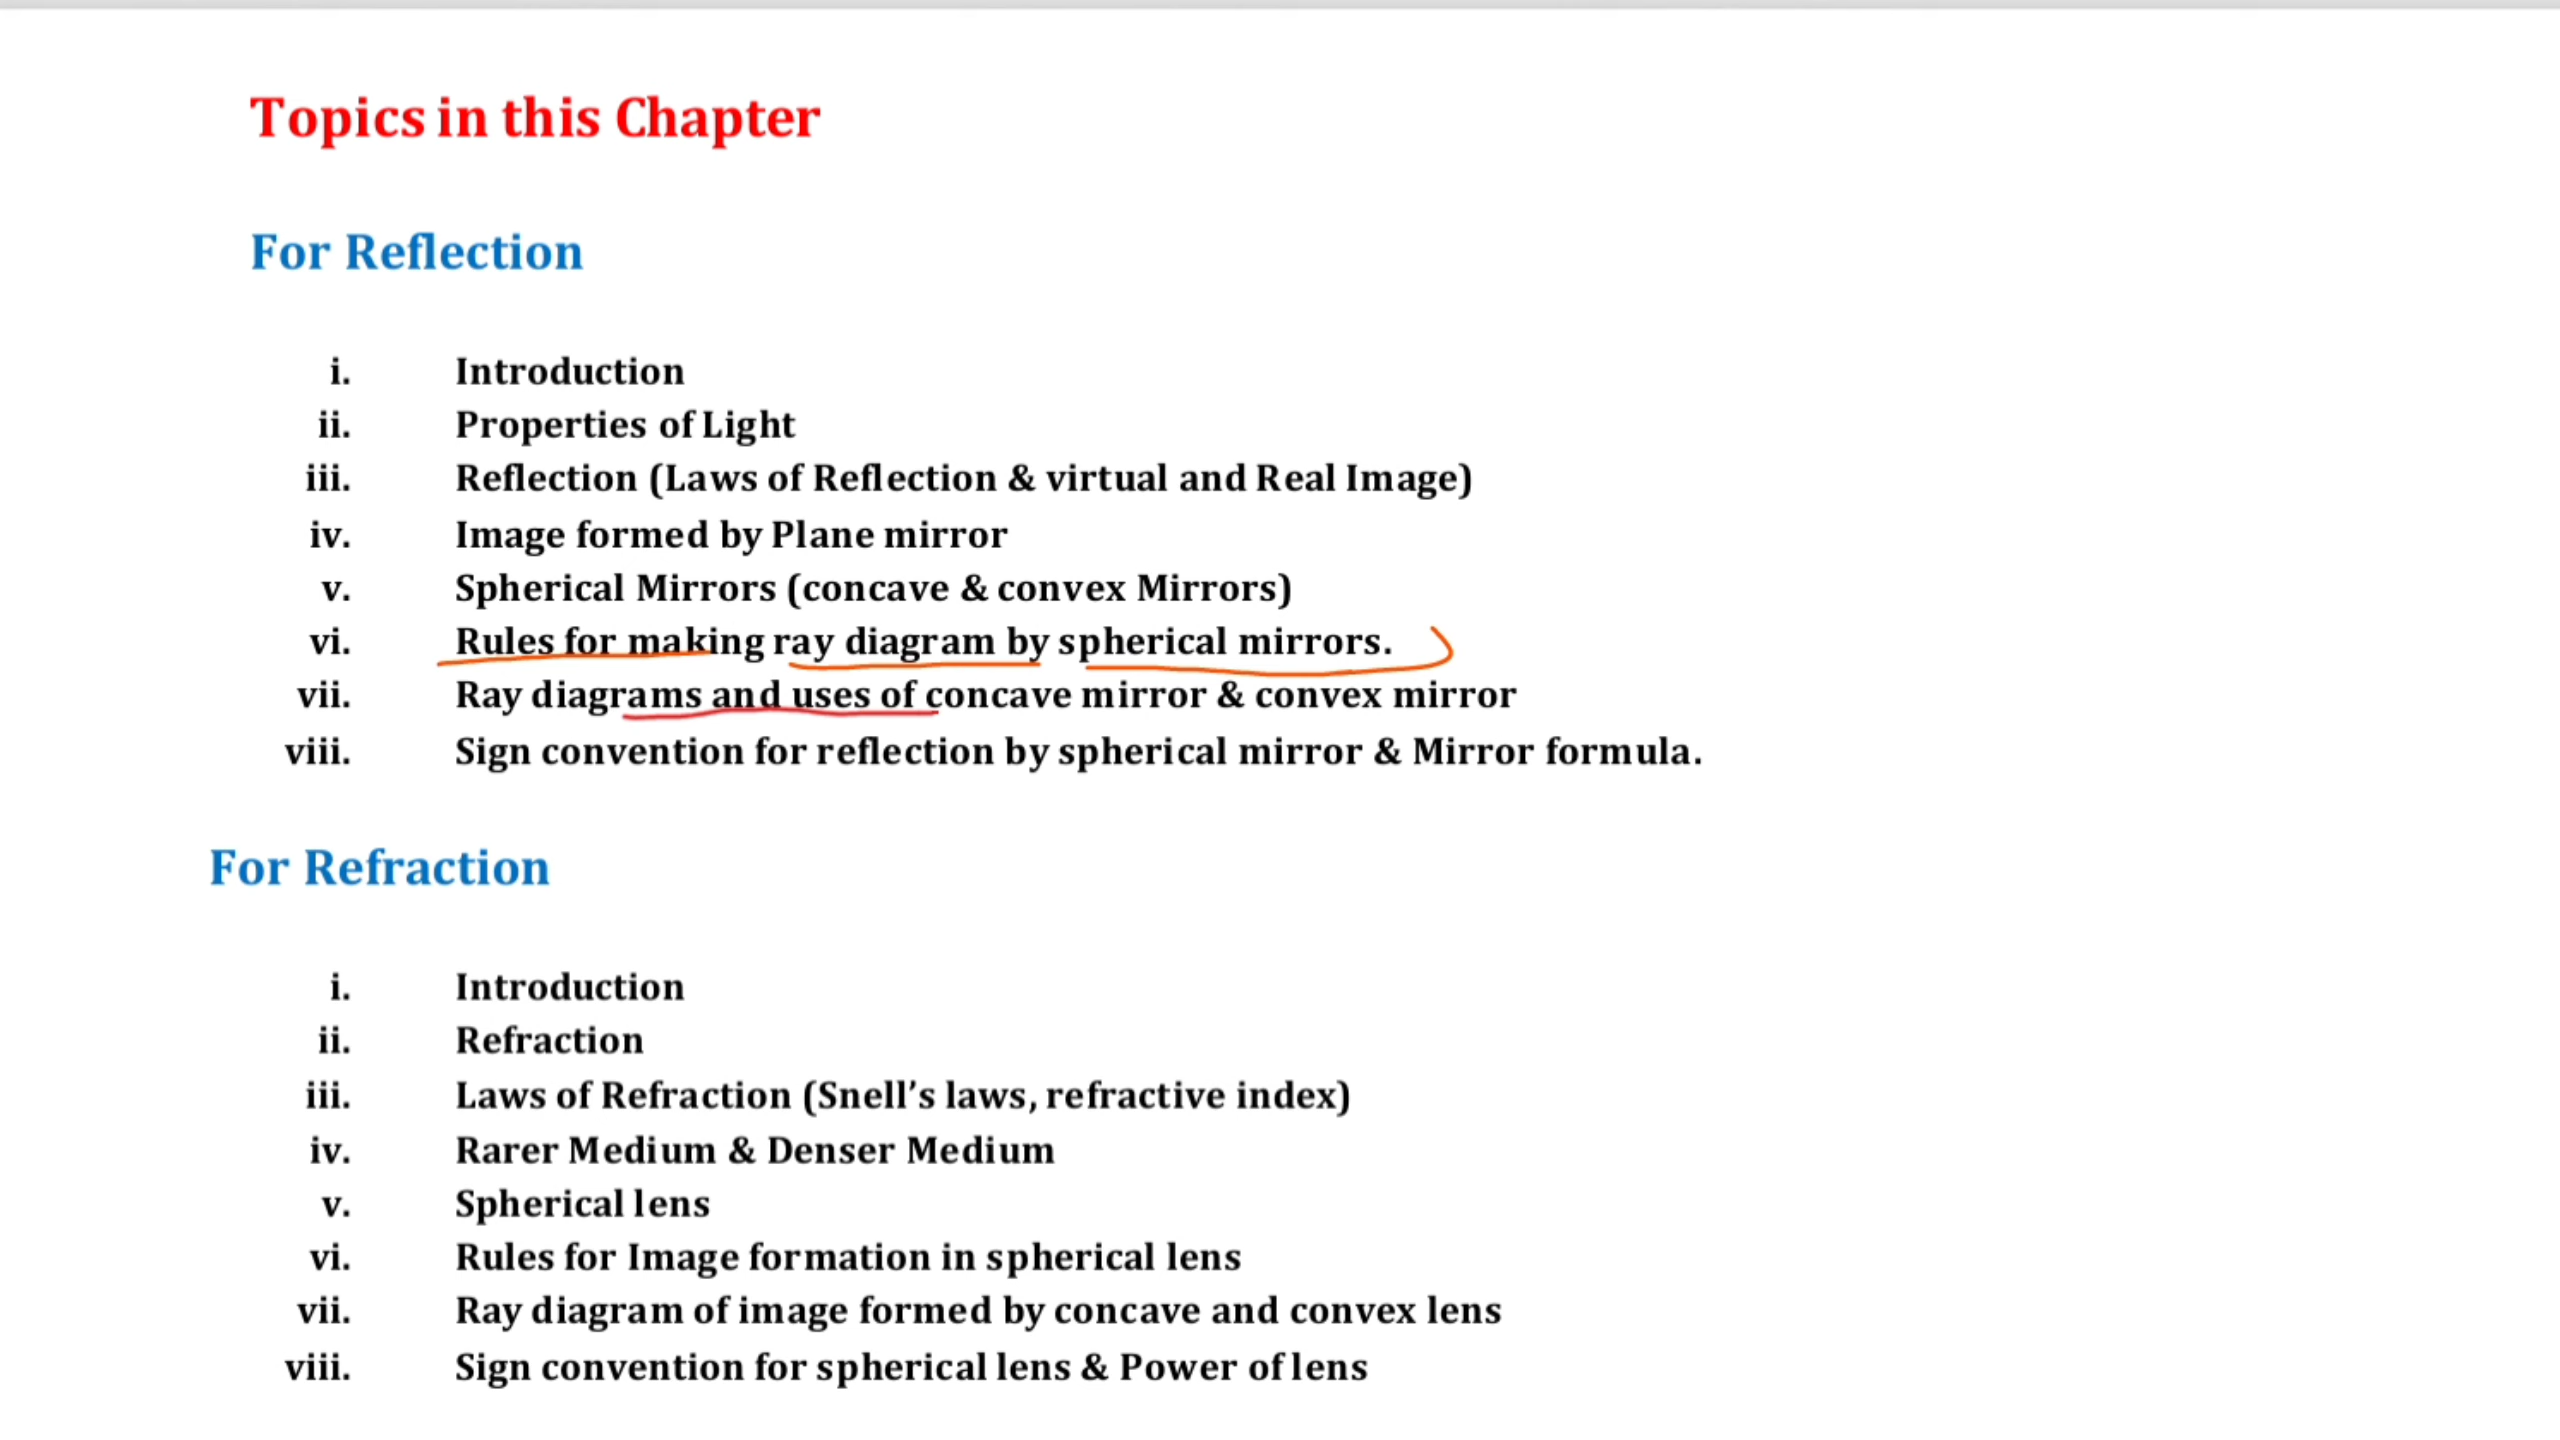 Topics in this Chapter
For Reflection
i. Introduction
ii. Properties of Light
iii. Reflection (Laws of Reflection & virtual and Real Image)
iv. Image formed by Plane mirror
v. Spherical Mirrors (concave & convex Mirrors)
vi. Rules for making ray diagram by spherical mirrors.
vii. Ray diagrams and uses of concave mirror & convex mirror
viii. Sign convention for reflection by spherical mirror & Mirror formula.
For Refraction
i. Introduction
ii. Refraction
iii. Laws of Refraction (Snell’s laws, refractive index)
iv. Rarer Medium & Denser Medium
v. Spherical lens
vi. Rules for Image formation in spherical lens
vii. Ray diagram of image formed by concave and convex lens
viii. Sign convention for spherical lens & Power of lens